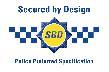 Secured by Design
SBD
Police Preferred Specification